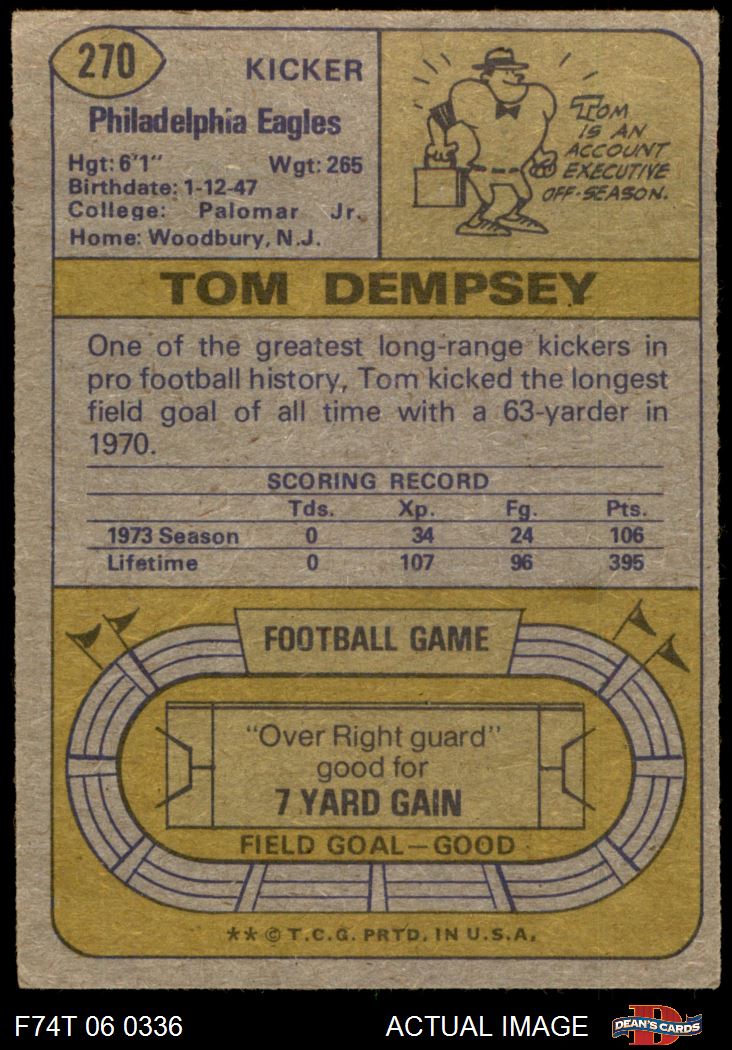 270
KICKER
Philadelphia Eagles
Hgt: 6'1" Wgt: 265
Birthdate: 1-12-47
College: Palomar Jr.
Home: Woodbury, N.J.
TOM
IS AN
ACCOUNT
EXECUTIVE
OFF-SEASON.
TOM DEMPSEY
One of the greatest long-range kickers in
pro football history, Tom kicked the longest
field goal of all time with a 63-yarder in
1970.
SCORING RECORD
Tds. Xp. Fg. Pts.
1973 Season 0 34 24 106
Lifetime 0 107 96 395
FOOTBALL GAME
"Over Right guard"
good for
7 YARD GAIN
FIELD GOAL—GOOD
** © T.C.G. PRTD. IN U.S.A.
F74T 06 0336 ACTUAL IMAGE D DEAN'S CARDS